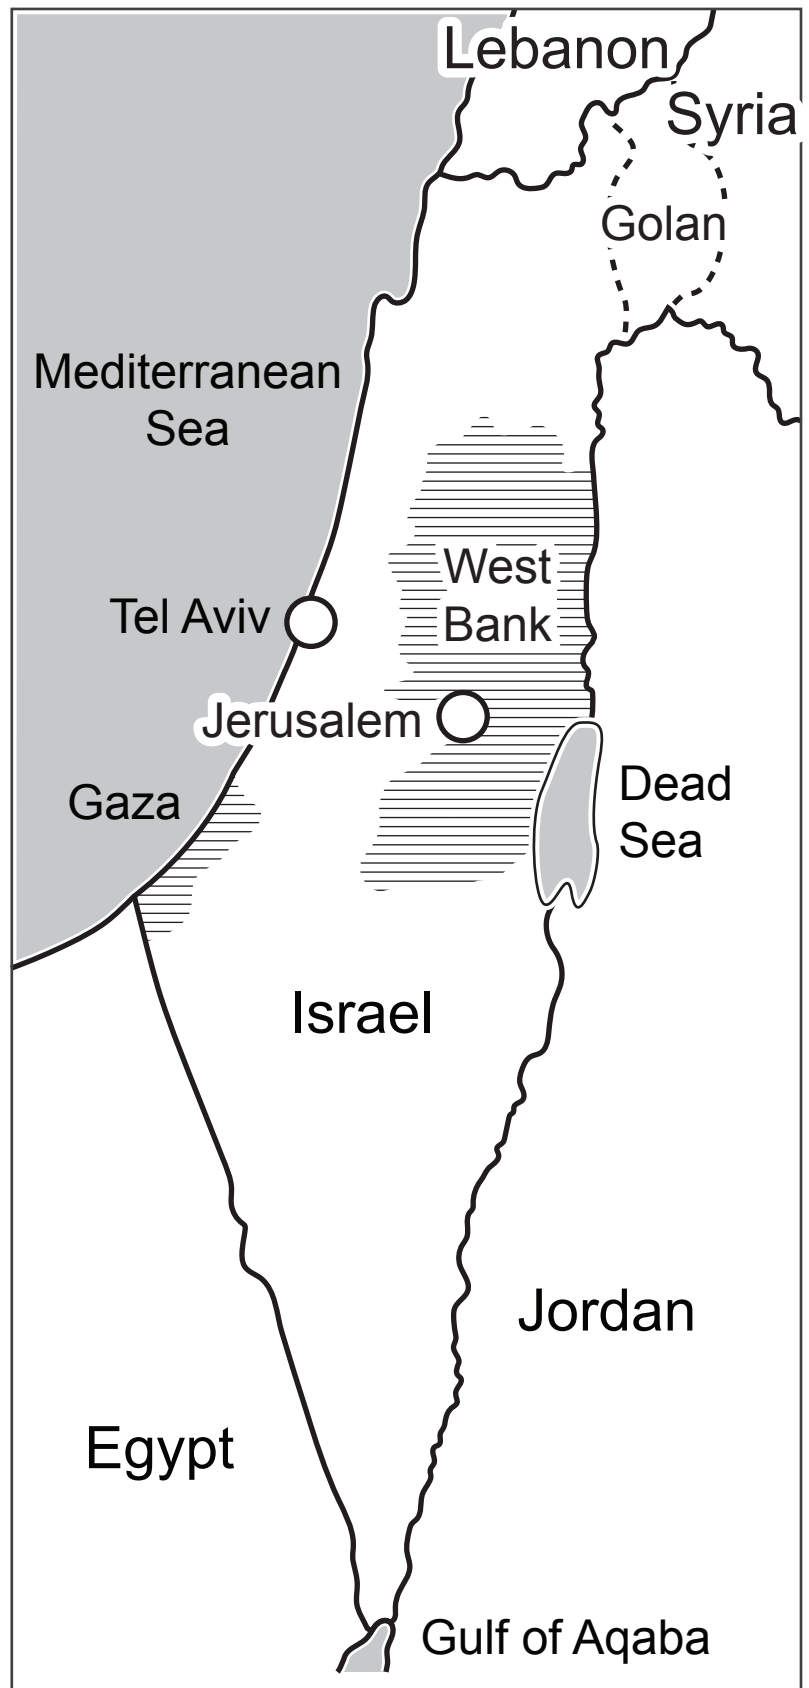 Lebanon
Syria
Golan
Mediterranean
Sea
West
Bank
Tel Aviv
Jerusalem
Gaza
Dead
Sea
Israel
Jordan
Egypt
Gulf of Aqaba